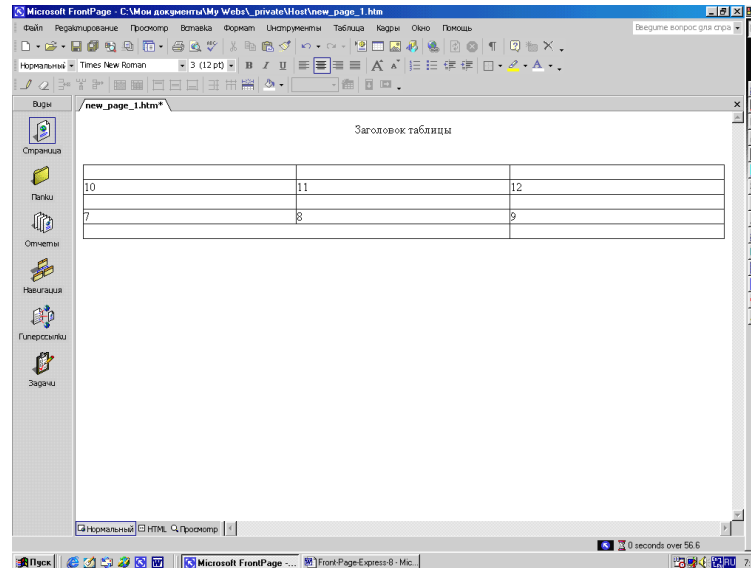 Microsoft FrontPage - C:\Мои документы\My Webs\_private\Host\new_page_1.htm
Файл Редактирование Просмотр Вставка Формат Инструменты Таблица Кадры Окно Помощь
Введите вопрос для спра
Нормальный Times New Roman 3 (12 pt) B I U A A A
Виды
new_page_1.htm*
Страница
Заголовок таблицы
Папки
10 11 12
7 8 9
Отчеты
Навигация
Гиперссылки
Задачи
Нормальный HTML Просмотр
0 seconds over 56.6
Пуск Microsoft FrontPage -... Front-Page-Express-8 - Mic... RU 7: